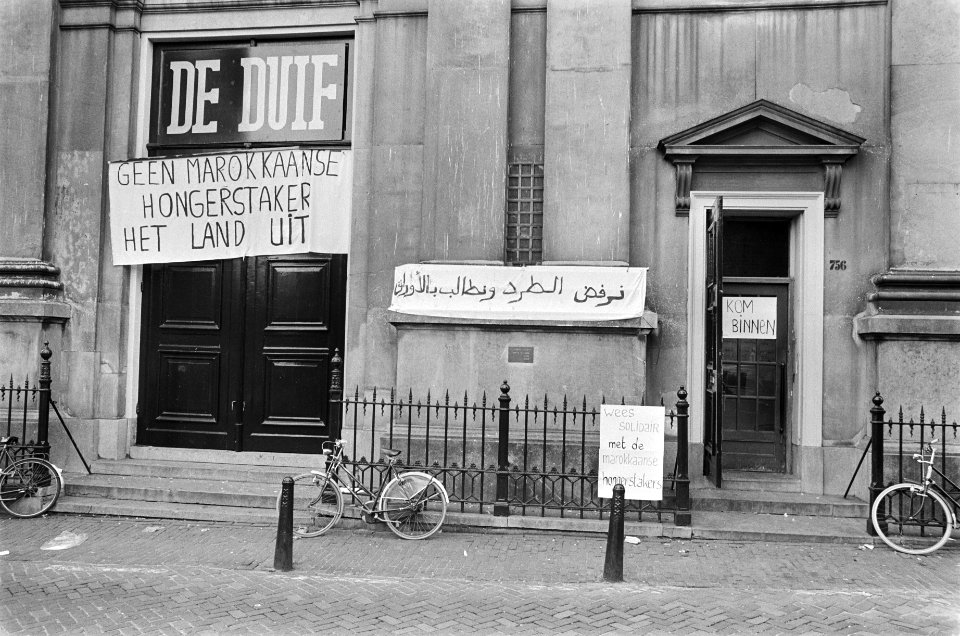 DE DUIF
GEEN MAROKKAANSE
HONGERSTAKER
HET LAND UIT
نرفض الطرد ونطالب بالأوراق
756
KOM
BINNEN
wees
SOLIDAIR
met de
marokkaanse
hongerstakers